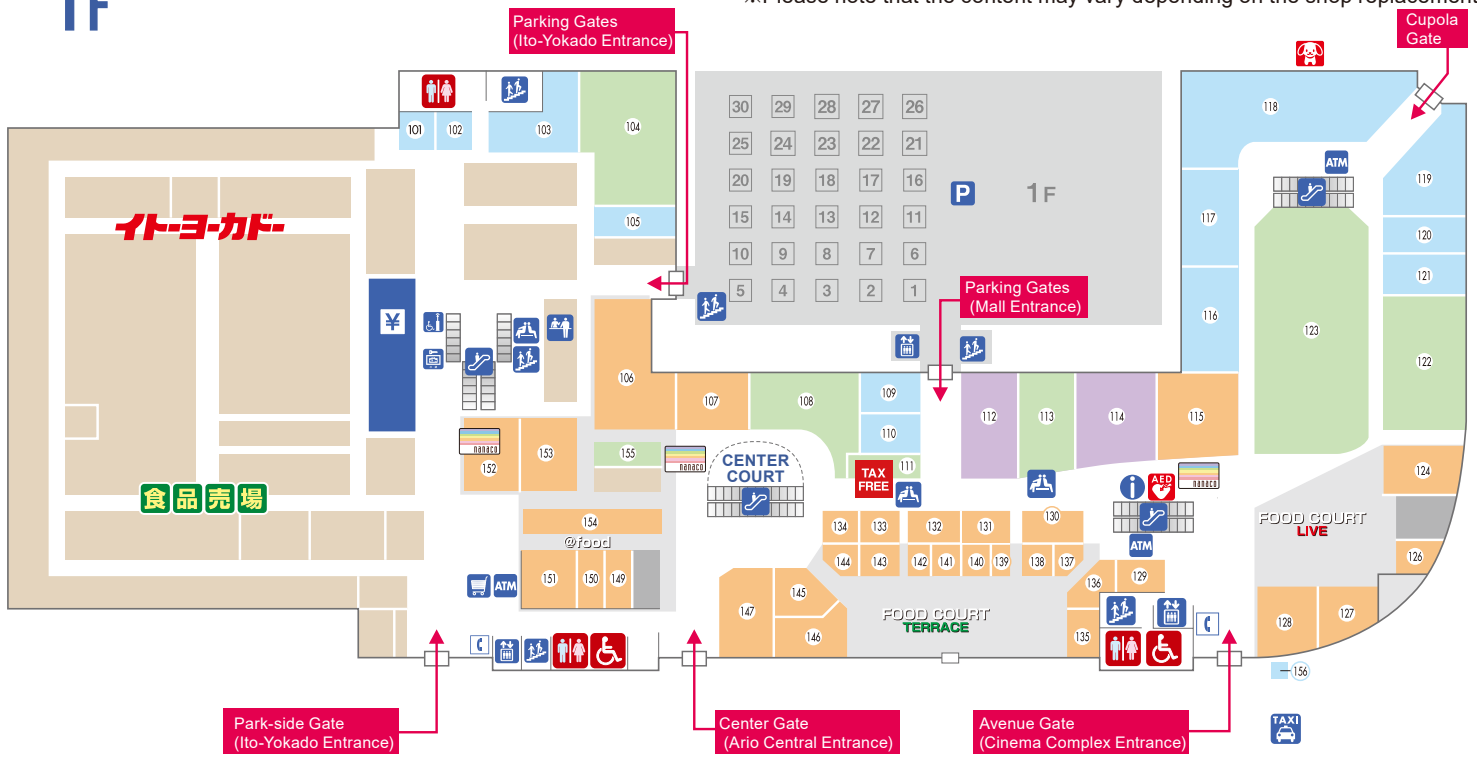 1F
※Please note that the content may vary depending on the shop replacement
Parking Gates
(Ito-Yokado Entrance)
Cupola
Gate
118
101
102
103
104
30 29 28 27 26
25 24 23 22 21
20 19 18 17 16
15 14 13 12 11
10 9 8 7 6
5 4 3 2 1
P
1F
ATM
119
イトーヨーカドー
105
117
120
121
Parking Gates
(Mall Entrance)
¥
116
123
122
106
107
108
109
110
112
113
114
115
nanaco
152
153
155
nanaco
CENTER
COURT
TAX
FREE
111
i
AED
nanaco
124
食品売場
154
@food
134
133
132
131
130
FOOD COURT
LIVE
ATM
126
144
143
142
141
140
139
138
137
ATM
151
150
149
147
145
146
136
129
FOOD COURT
TERRACE
135
128
127
156
Park-side Gate
(Ito-Yokado Entrance)
Center Gate
(Ario Central Entrance)
Avenue Gate
(Cinema Complex Entrance)
TAXI